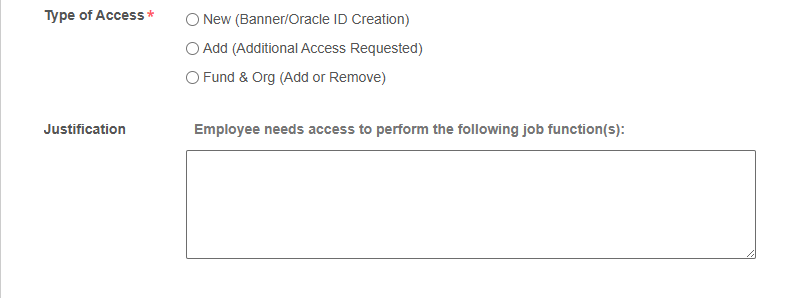 Type of Access *
New (Banner/Oracle ID Creation)
Add (Additional Access Requested)
Fund & Org (Add or Remove)
Justification
Employee needs access to perform the following job function(s):